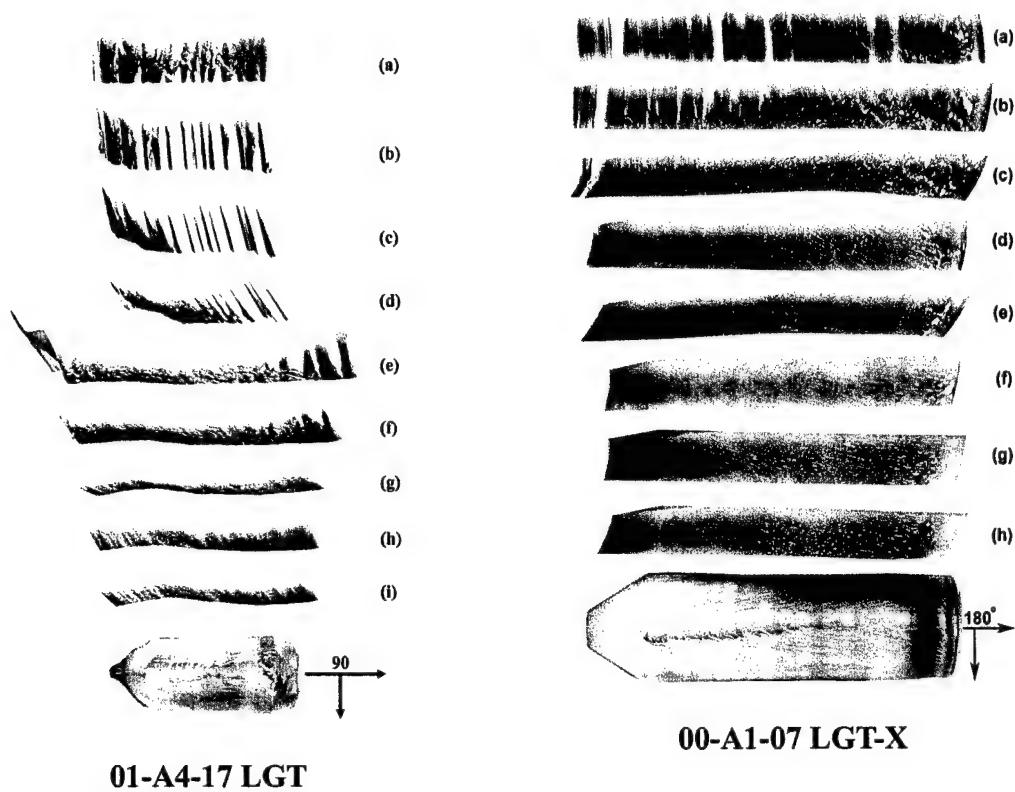 (a)
(b)
(c)
(d)
(e)
(f)
(g)
(h)
(i)
90
01-A4-17 LGT
(a)
(b)
(c)
(d)
(e)
(f)
(g)
(h)
180°
00-A1-07 LGT-X